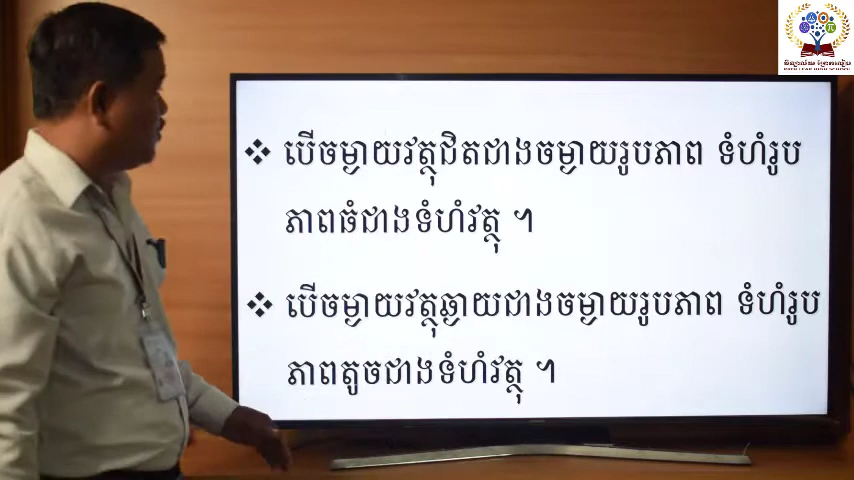 ❖ បើចម្ងាយវត្ថុជិតជាងចម្ងាយរូបភាព ទំហំរូប
ភាពធំជាងទំហំវត្ថុ ។
❖ បើចម្ងាយវត្ថុឆ្ងាយជាងចម្ងាយរូបភាព ទំហំរូប
ភាពតូចជាងទំហំវត្ថុ ។